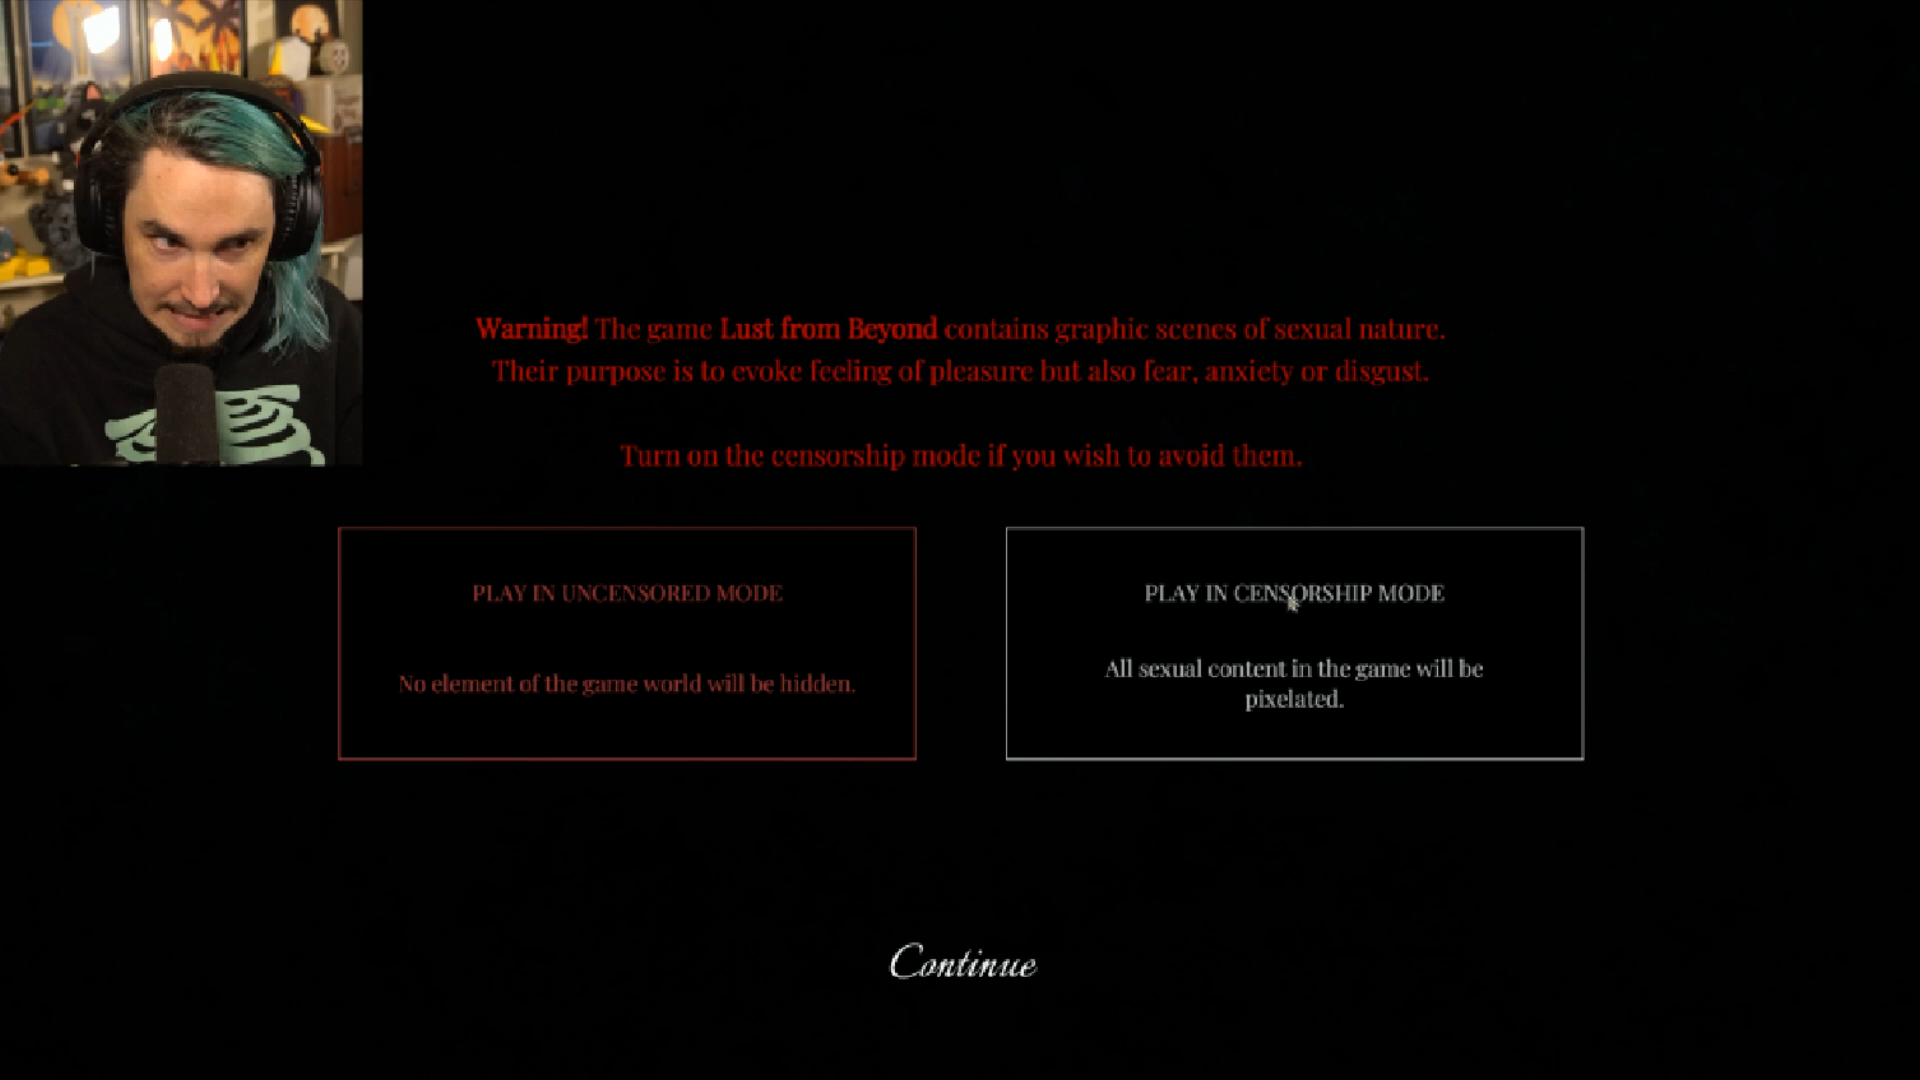 Warning! The game Lust from Beyond contains graphic scenes of sexual nature.
Their purpose is to evoke feeling of pleasure but also fear, anxiety or disgust.
Turn on the censorship mode if you wish to avoid them.
PLAY IN UNCENSORED MODE
No element of the game world will be hidden.
PLAY IN CENSORSHIP MODE
All sexual content in the game will be
pixelated.
Continue